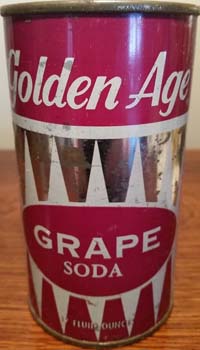 Golden Age
GRAPE
SODA
FLUID OUNCES